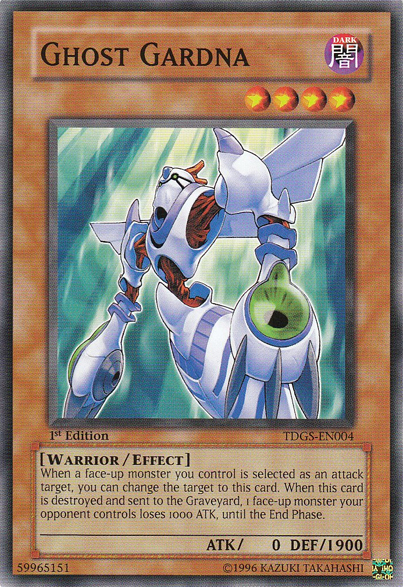 GHOST GARDNA
DARK
闇
1st Edition
TDGS-EN004
[WARRIOR / EFFECT]
When a face-up monster you control is selected as an attack
target, you can change the target to this card. When this card
is destroyed and sent to the Graveyard, 1 face-up monster your
opponent controls loses 1000 ATK, until the End Phase.
ATK/ 0 DEF/1900
59965151
©1996 KAZUKI TAKAHASHI